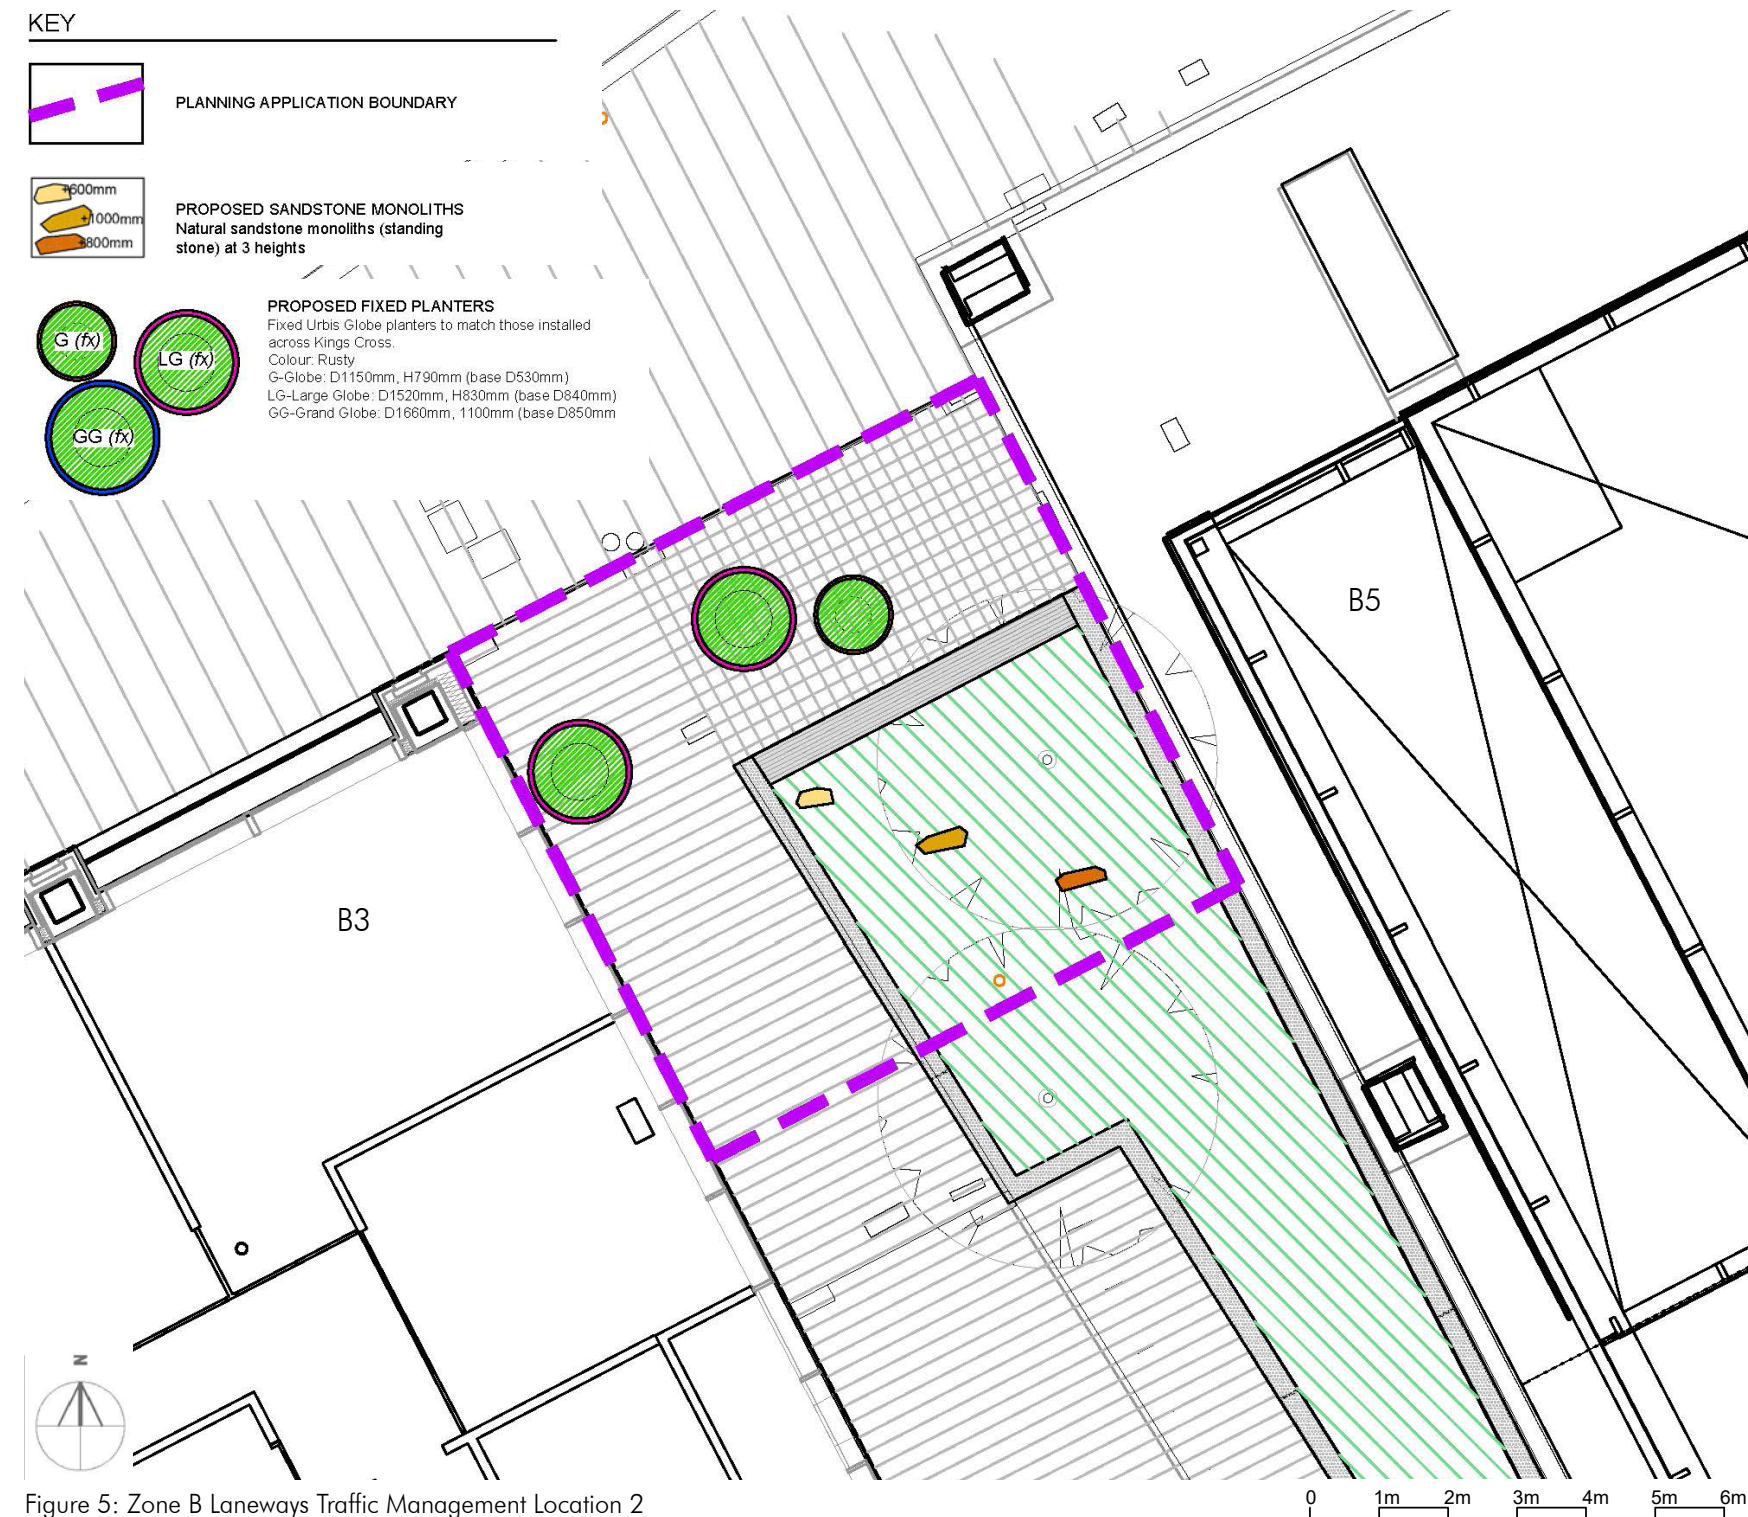 KEY
PLANNING APPLICATION BOUNDARY
+600mm
+1000mm
+800mm
PROPOSED SANDSTONE MONOLITHS
Natural sandstone monoliths (standing
stone) at 3 heights
G (fx)
LG (fx)
GG (fx)
PROPOSED FIXED PLANTERS
Fixed Urbis Globe planters to match those installed
across Kings Cross.
Colour: Rusty
G-Globe: D1150mm, H790mm (base D530mm)
LG-Large Globe: D1520mm, H830mm (base D840mm)
GG-Grand Globe: D1660mm, 1100mm (base D850mm
B5
B3
N
Figure 5: Zone B Laneways Traffic Management Location 2
0 1m 2m 3m 4m 5m 6m